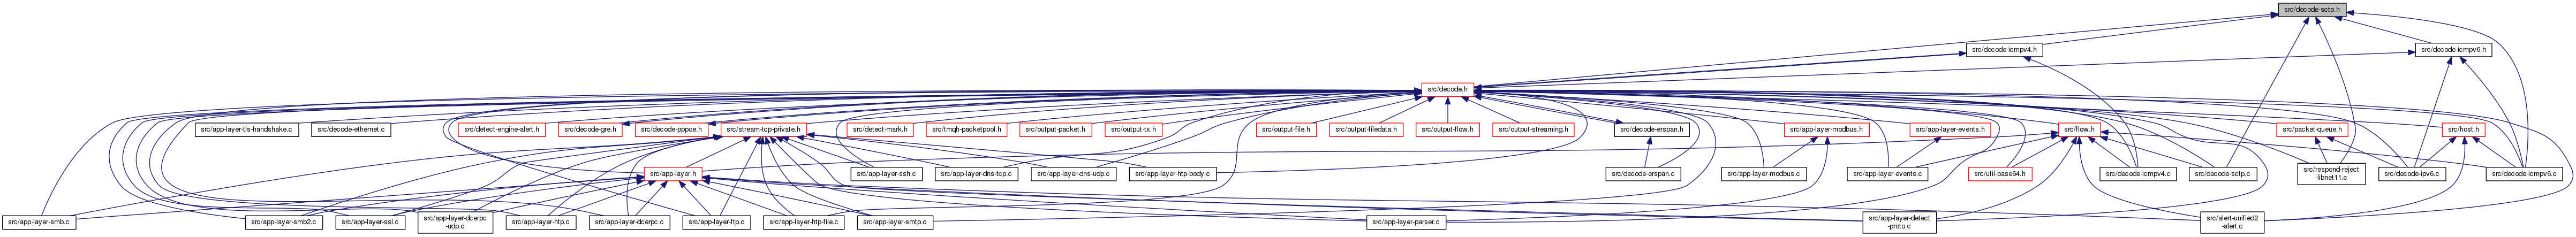 src/decode-sctp.h
src/decode-icmpv4.h
src/decode-icmpv6.h
src/decode.h
src/app-layer-tls-handshake.c
src/decode-ethernet.c
src/detect-engine-alert.h
src/decode-gre.h
src/decode-pppoe.h
src/stream-tcp-private.h
src/detect-mark.h
src/tmqh-packetpool.h
src/output-packet.h
src/output-tx.h
src/output-file.h
src/output-filedata.h
src/output-flow.h
src/output-streaming.h
src/decode-erspan.h
src/app-layer-modbus.h
src/app-layer-events.h
src/flow.h
src/packet-queue.h
src/host.h
src/app-layer.h
src/app-layer-ssh.c
src/app-layer-dns-tcp.c
src/app-layer-dns-udp.c
src/app-layer-htp-body.c
src/decode-erspan.c
src/app-layer-modbus.c
src/app-layer-events.c
src/util-base64.h
src/decode-icmpv4.c
src/decode-sctp.c
src/respond-reject
-libnet11.c
src/decode-ipv6.c
src/decode-icmpv6.c
src/app-layer-smb.c
src/app-layer-smb2.c
src/app-layer-ssl.c
src/app-layer-dcerpc
-udp.c
src/app-layer-htp.c
src/app-layer-dcerpc.c
src/app-layer-ftp.c
src/app-layer-htp-file.c
src/app-layer-smtp.c
src/app-layer-parser.c
src/app-layer-detect
-proto.c
src/alert-unified2
-alert.c